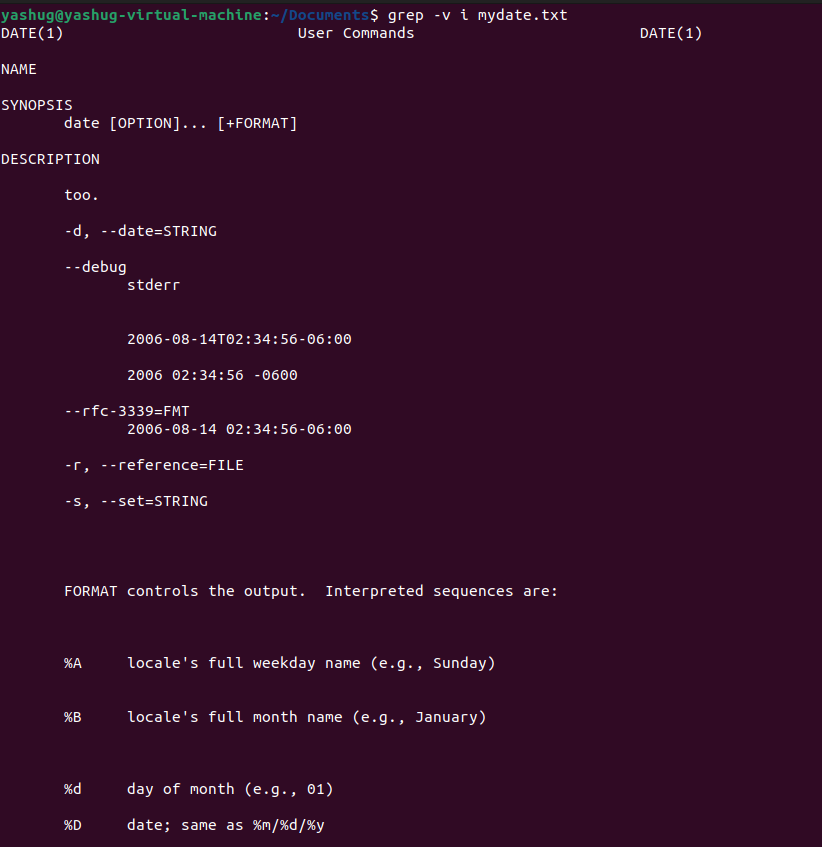 yashug@yashug-virtual-machine:~/Documents$ grep -v i mydate.txt
DATE(1)                          User Commands                         DATE(1)
NAME
SYNOPSIS
       date [OPTION]... [+FORMAT]
DESCRIPTION
       too.
       -d, --date=STRING
       --debug
              stderr
              2006-08-14T02:34:56-06:00
              2006 02:34:56 -0600
       --rfc-3339=FMT
              2006-08-14 02:34:56-06:00
       -r, --reference=FILE
       -s, --set=STRING
       FORMAT controls the output.  Interpreted sequences are:
       %A     locale's full weekday name (e.g., Sunday)
       %B     locale's full month name (e.g., January)
       %d     day of month (e.g., 01)
       %D     date; same as %m/%d/%y